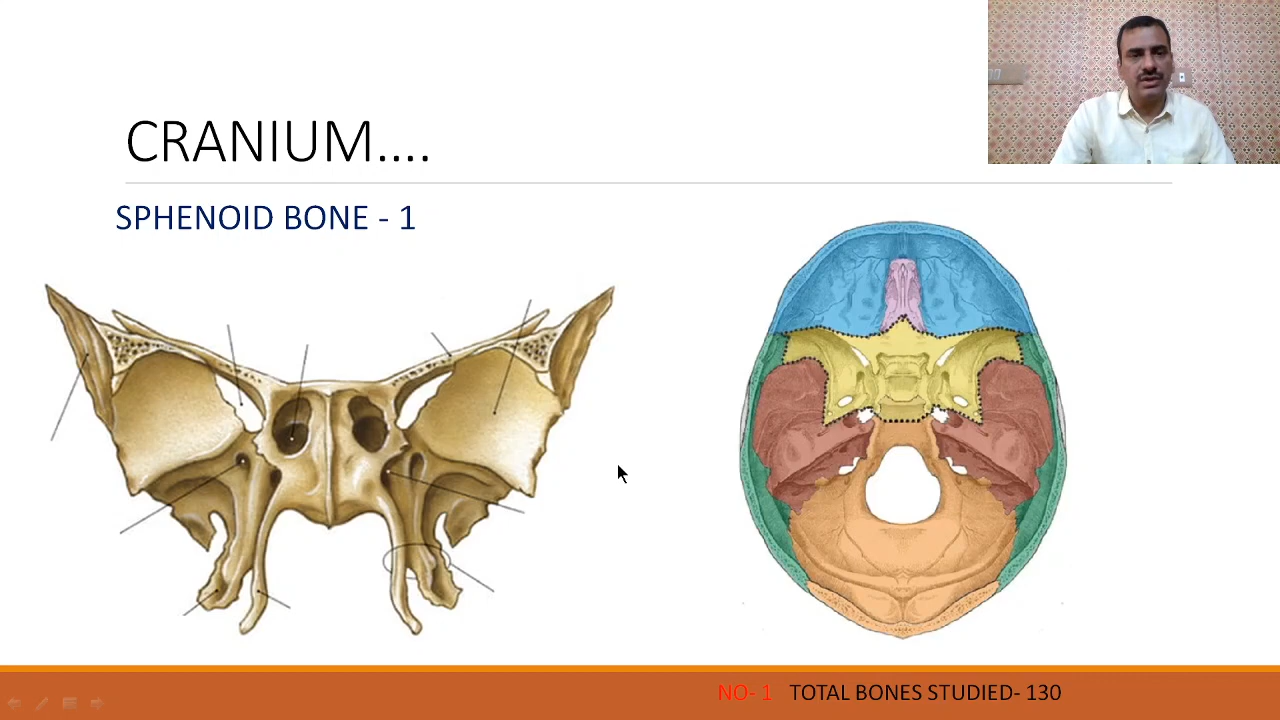 CRANIUM....
SPHENOID BONE - 1
NO- 1 TOTAL BONES STUDIED- 130